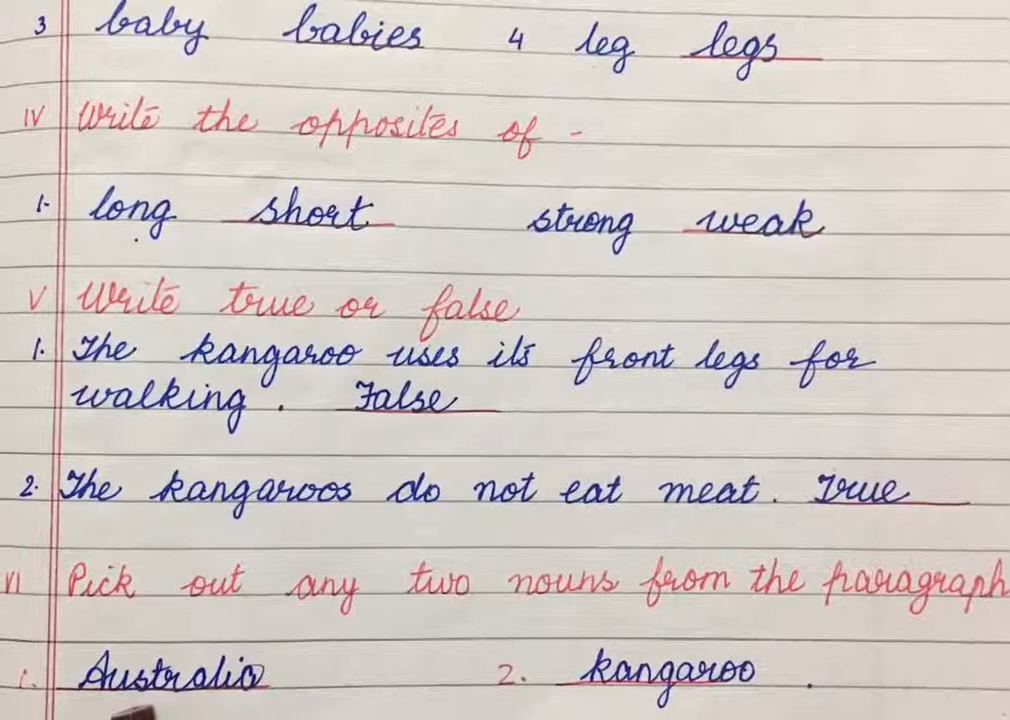 3 baby babies 4 leg legs
IV Write the opposites of -
1. long short strong weak
V Write true or false
1. The kangaroo uses its front legs for
walking. False
2. The kangaroos do not eat meat. True
VI Pick out any two nouns from the paragraph
1. Australia 2. kangaroo .